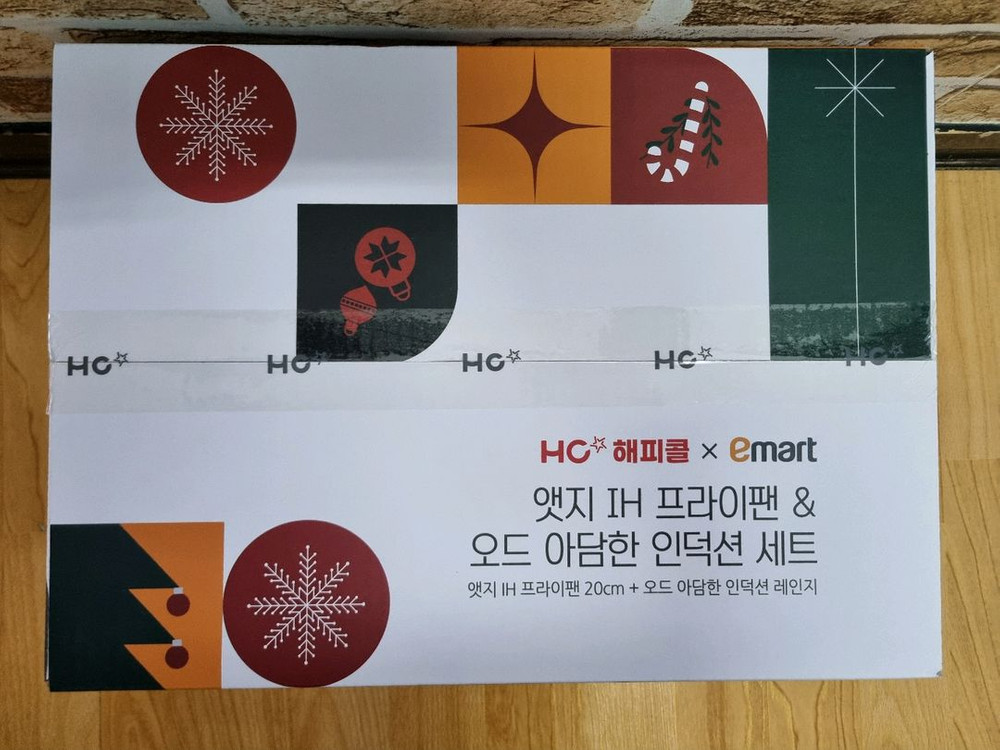 HC HC HC HC HC
HC 해피콜 × emart
앳지 IH 프라이팬 &
오드 아담한 인덕션 세트
앳지 IH 프라이팬 20cm + 오드 아담한 인덕션 레인지